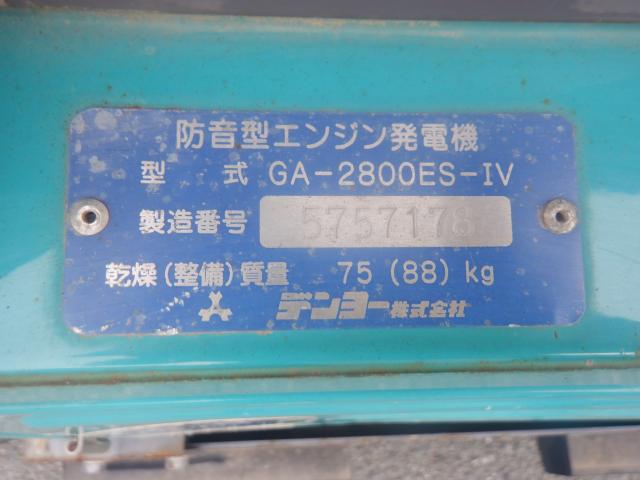 防音型エンジン発電機
型 式 GA-2800ES-IV
製造番号 5757178
乾燥(整備)質量 75(88)kg
デンヨー株式会社